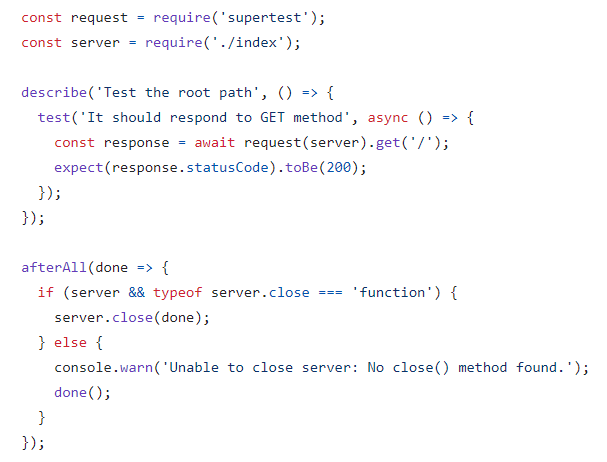 const request = require('supertest');
const server = require('./index');

describe('Test the root path', () => {
  test('It should respond to GET method', async () => {
    const response = await request(server).get('/');
    expect(response.statusCode).toBe(200);
  });
});

afterAll(done => {
  if (server && typeof server.close === 'function') {
    server.close(done);
  } else {
    console.warn('Unable to close server: No close() method found.');
    done();
  }
});